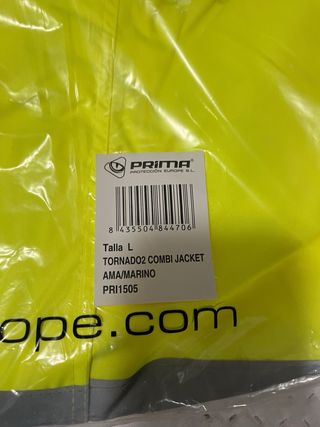 PRIMA
PROTECCIÓN EUROPE S.L.
8 435504 844706
Talla L
TORNADO2 COMBI JACKET
AMA/MARINO
PRI1505
ope.com